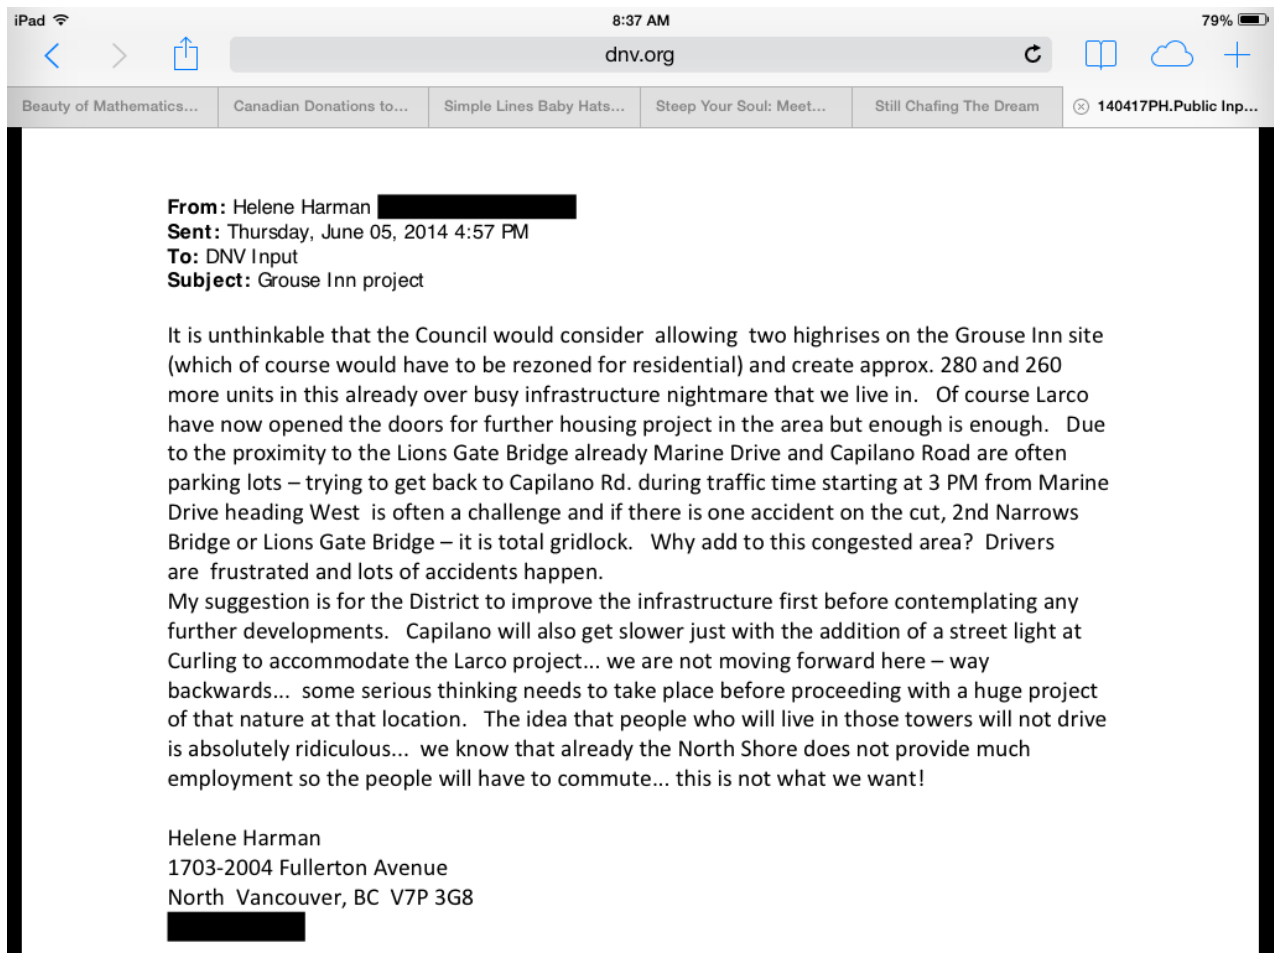 iPad 8:37 AM 79%
dnv.org
Beauty of Mathematics... Canadian Donations to... Simple Lines Baby Hats... Steep Your Soul: Meet... Still Chafing The Dream 140417PH.Public Inp...
From: Helene Harman
Sent: Thursday, June 05, 2014 4:57 PM
To: DNV Input
Subject: Grouse Inn project
It is unthinkable that the Council would consider  allowing  two highrises on the Grouse Inn site
(which of course would have to be rezoned for residential) and create approx. 280 and 260
more units in this already over busy infrastructure nightmare that we live in.   Of course Larco
have now opened the doors for further housing project in the area but enough is enough.   Due
to the proximity to the Lions Gate Bridge already Marine Drive and Capilano Road are often
parking lots – trying to get back to Capilano Rd. during traffic time starting at 3 PM from Marine
Drive heading West  is often a challenge and if there is one accident on the cut, 2nd Narrows
Bridge or Lions Gate Bridge – it is total gridlock.   Why add to this congested area?  Drivers
are  frustrated and lots of accidents happen.
My suggestion is for the District to improve the infrastructure first before contemplating any
further developments.   Capilano will also get slower just with the addition of a street light at
Curling to accommodate the Larco project... we are not moving forward here – way
backwards...  some serious thinking needs to take place before proceeding with a huge project
of that nature at that location.   The idea that people who will live in those towers will not drive
is absolutely ridiculous...  we know that already the North Shore does not provide much
employment so the people will have to commute... this is not what we want!
Helene Harman
1703-2004 Fullerton Avenue
North  Vancouver, BC  V7P 3G8